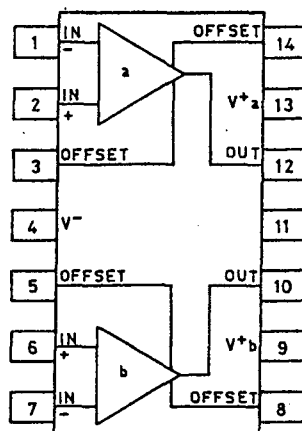 1 IN − OFFSET 14
a
2 IN + V+a 13
3 OFFSET OUT 12
4 V− 11
5 OFFSET OUT 10
6 IN + V+b 9
b
7 IN − OFFSET 8